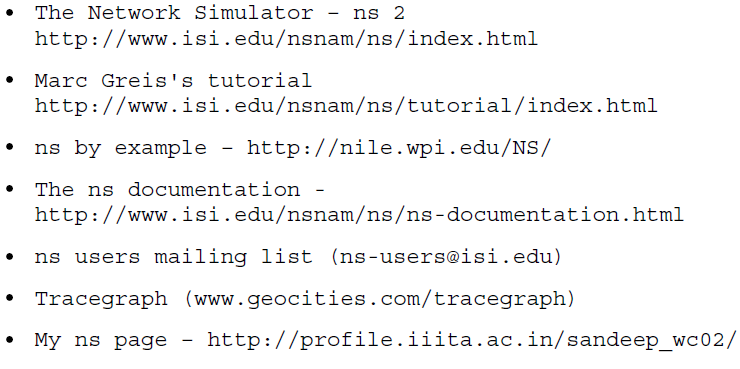 • The Network Simulator – ns 2
http://www.isi.edu/nsnam/ns/index.html
• Marc Greis's tutorial
http://www.isi.edu/nsnam/ns/tutorial/index.html
• ns by example – http://nile.wpi.edu/NS/
• The ns documentation -
http://www.isi.edu/nsnam/ns/ns-documentation.html
• ns users mailing list (ns-users@isi.edu)
• Tracegraph (www.geocities.com/tracegraph)
• My ns page – http://profile.iiita.ac.in/sandeep_wc02/